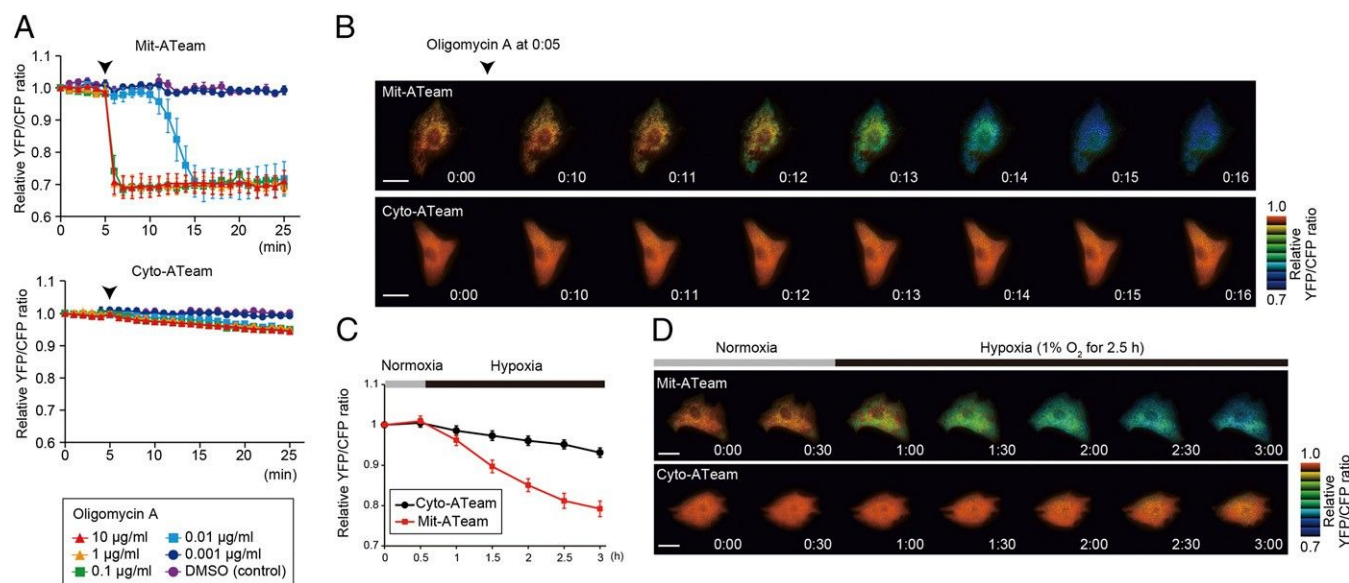 A
Mit-ATeam
1.1
1.0
0.9
0.8
0.7
0.6
Relative YFP/CFP ratio
0 5 10 15 20 25
(min)
Cyto-ATeam
1.1
1.0
0.9
0.8
0.7
0.6
Relative YFP/CFP ratio
0 5 10 15 20 25
(min)
Oligomycin A
10 μg/ml
1 μg/ml
0.1 μg/ml
0.01 μg/ml
0.001 μg/ml
DMSO (control)
B
Oligomycin A at 0:05
Mit-ATeam
0:00 0:10 0:11 0:12 0:13 0:14 0:15 0:16
Cyto-ATeam
0:00 0:10 0:11 0:12 0:13 0:14 0:15 0:16
1.0
Relative
YFP/CFP ratio
0.7
C
Normoxia Hypoxia
1.1
1.0
0.9
0.8
0.7
Relative YFP/CFP ratio
Cyto-ATeam
Mit-ATeam
0 0.5 1 1.5 2 2.5 3 (h)
D
Normoxia Hypoxia (1% O2 for 2.5 h)
Mit-ATeam
0:00 0:30 1:00 1:30 2:00 2:30 3:00
Cyto-ATeam
0:00 0:30 1:00 1:30 2:00 2:30 3:00
1.0
Relative
YFP/CFP ratio
0.7